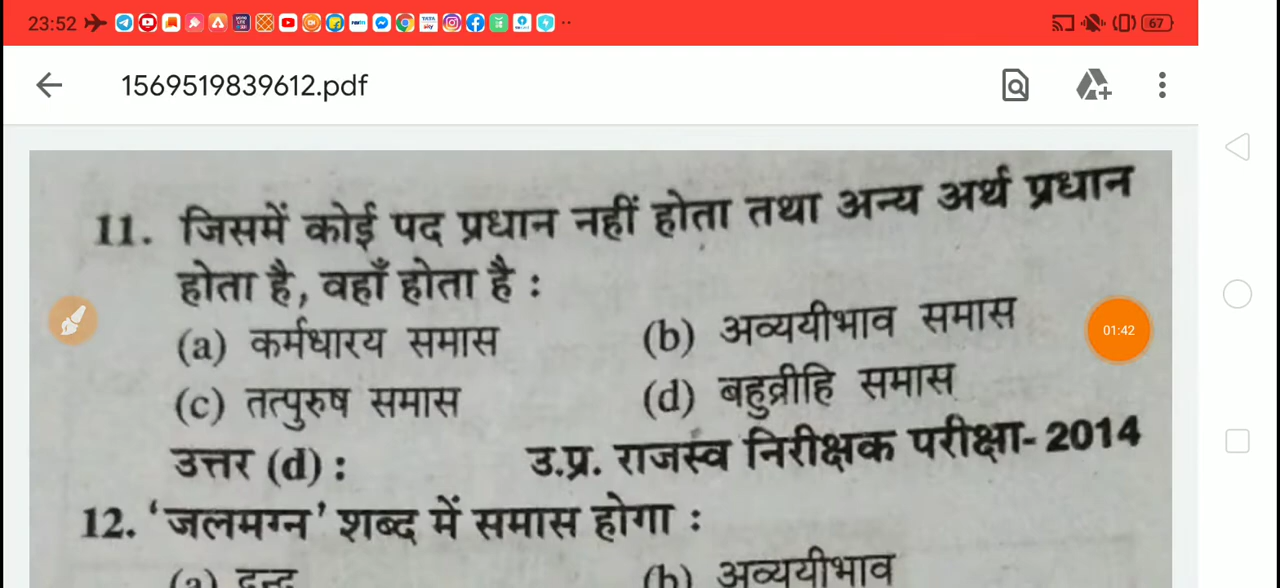 23:52
67
1569519839612.pdf
11. जिसमें कोई पद प्रधान नहीं होता तथा अन्य अर्थ प्रधान
होता है, वहाँ होता है :
(a) कर्मधारय समास (b) अव्ययीभाव समास
01:42
(c) तत्पुरुष समास (d) बहुव्रीहि समास
उत्तर (d) : उ.प्र. राजस्व निरीक्षक परीक्षा- 2014
12. ‘जलमग्न’ शब्द में समास होगा :
(a) द्वन्द्व (b) अव्ययीभाव